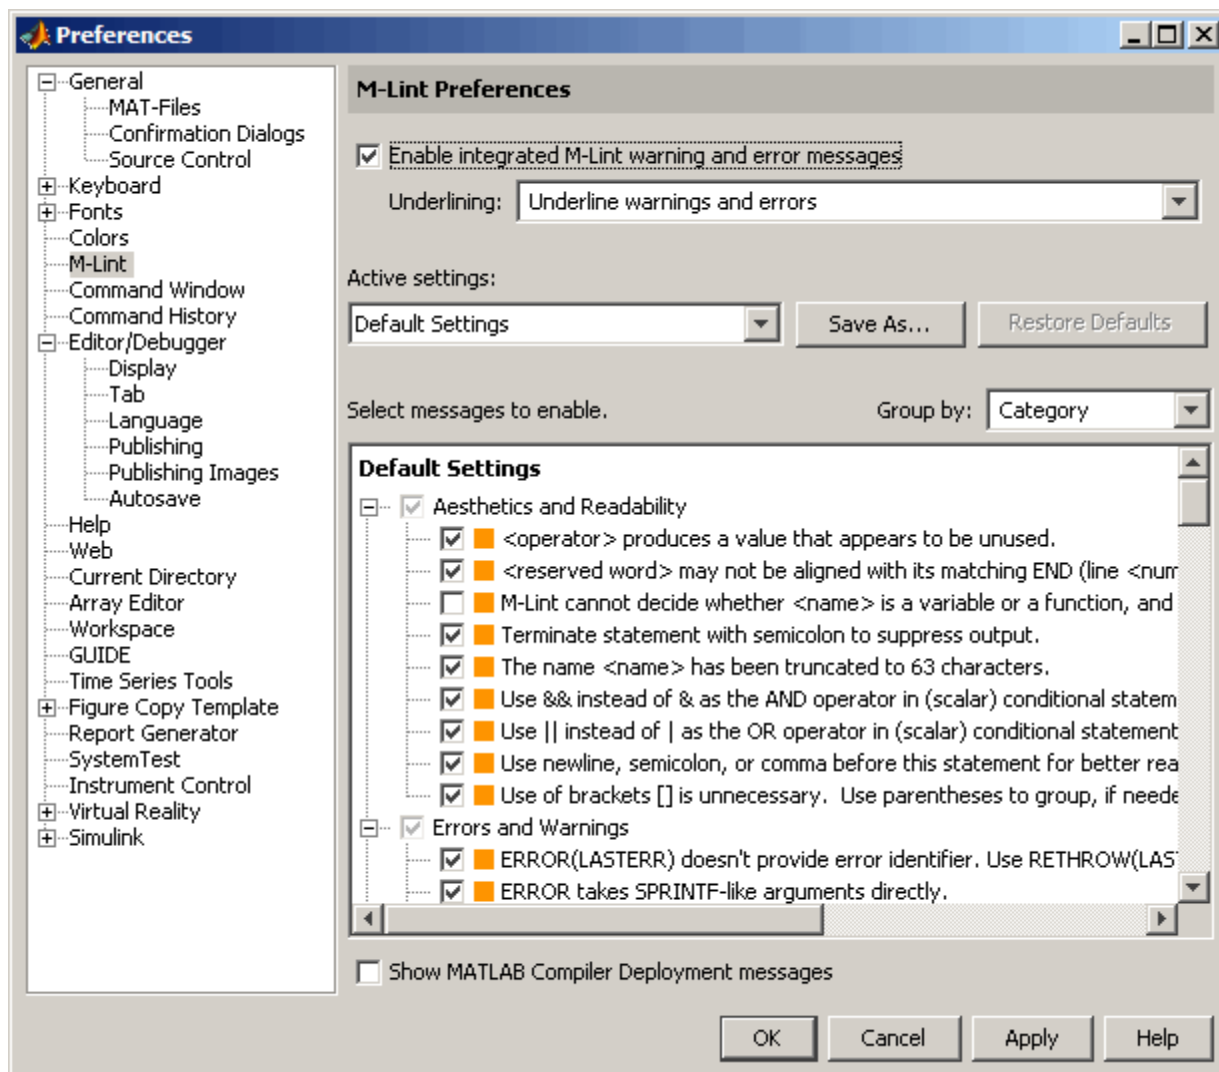 Preferences
General
MAT-Files
Confirmation Dialogs
Source Control
Keyboard
Fonts
Colors
M-Lint
Command Window
Command History
Editor/Debugger
Display
Tab
Language
Publishing
Publishing Images
Autosave
Help
Web
Current Directory
Array Editor
Workspace
GUIDE
Time Series Tools
Figure Copy Template
Report Generator
SystemTest
Instrument Control
Virtual Reality
Simulink
M-Lint Preferences
Enable integrated M-Lint warning and error messages
Underlining: Underline warnings and errors
Active settings:
Default Settings Save As... Restore Defaults
Select messages to enable. Group by: Category
Default Settings
Aesthetics and Readability
<operator> produces a value that appears to be unused.
<reserved word> may not be aligned with its matching END (line <num
M-Lint cannot decide whether <name> is a variable or a function, and
Terminate statement with semicolon to suppress output.
The name <name> has been truncated to 63 characters.
Use && instead of & as the AND operator in (scalar) conditional statem
Use || instead of | as the OR operator in (scalar) conditional statement
Use newline, semicolon, or comma before this statement for better rea
Use of brackets [] is unnecessary. Use parentheses to group, if neede
Errors and Warnings
ERROR(LASTERR) doesn't provide error identifier. Use RETHROW(LAS
ERROR takes SPRINTF-like arguments directly.
Show MATLAB Compiler Deployment messages
OK Cancel Apply Help